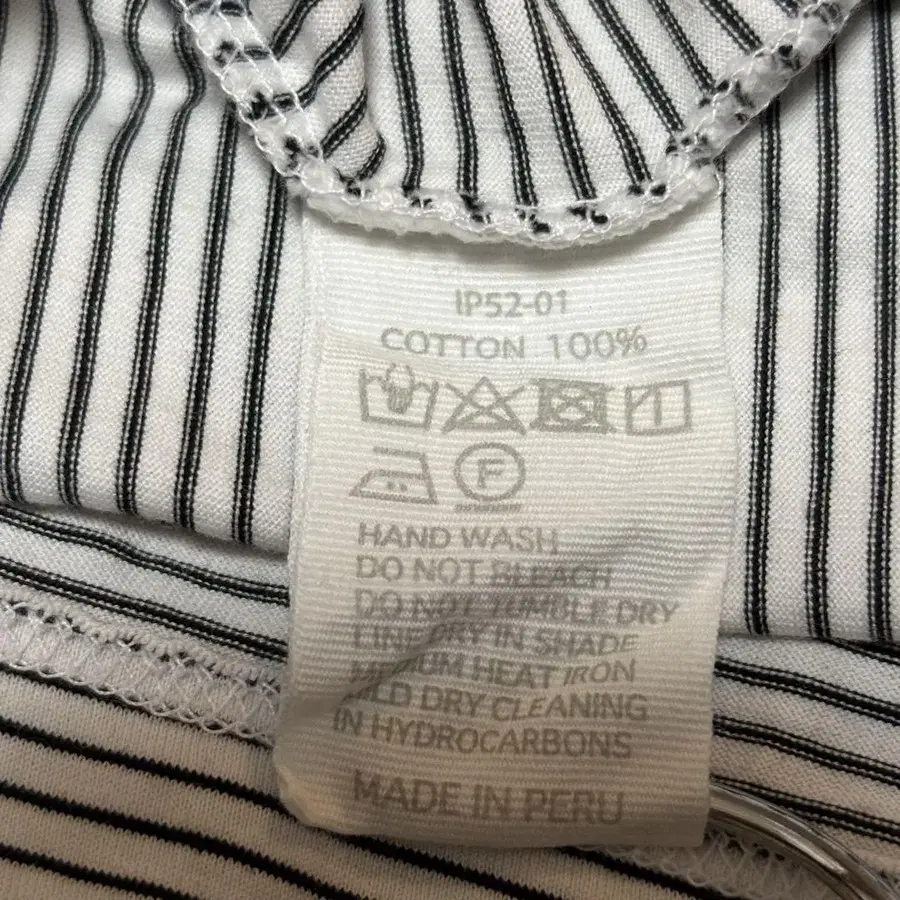 IP52-01
COTTON 100%
F
HAND WASH
DO NOT BLEACH
DO NOT TUMBLE DRY
LINE DRY IN SHADE
MEDIUM HEAT IRON
MILD DRY CLEANING
IN HYDROCARBONS
MADE IN PERU